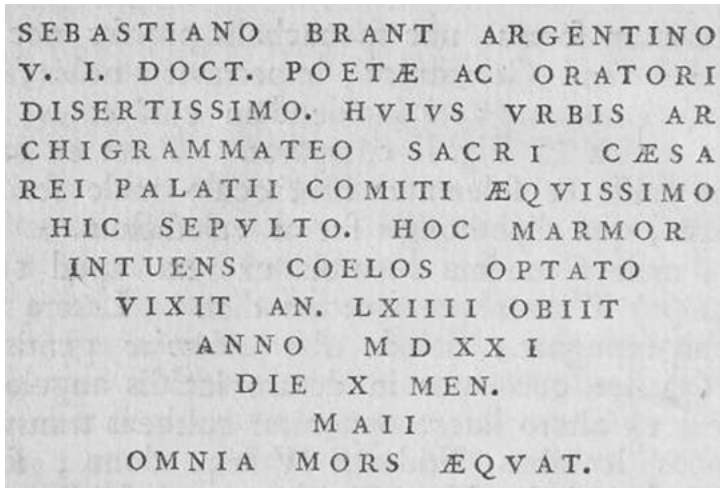 SEBASTIANO BRANT ARGENTINO
V. I. DOCT. POETÆ AC ORATORI
DISERTISSIMO. HVIVS VRBIS AR
CHIGRAMMATEO SACRI CÆSA
REI PALATII COMITI ÆQVISSIMO
HIC SEPVLTO. HOC MARMOR
INTUENS COELOS OPTATO
VIXIT AN. LXIIII OBIIT
ANNO MDXXI
DIE X MEN.
MAII
OMNIA MORS ÆQVAT.